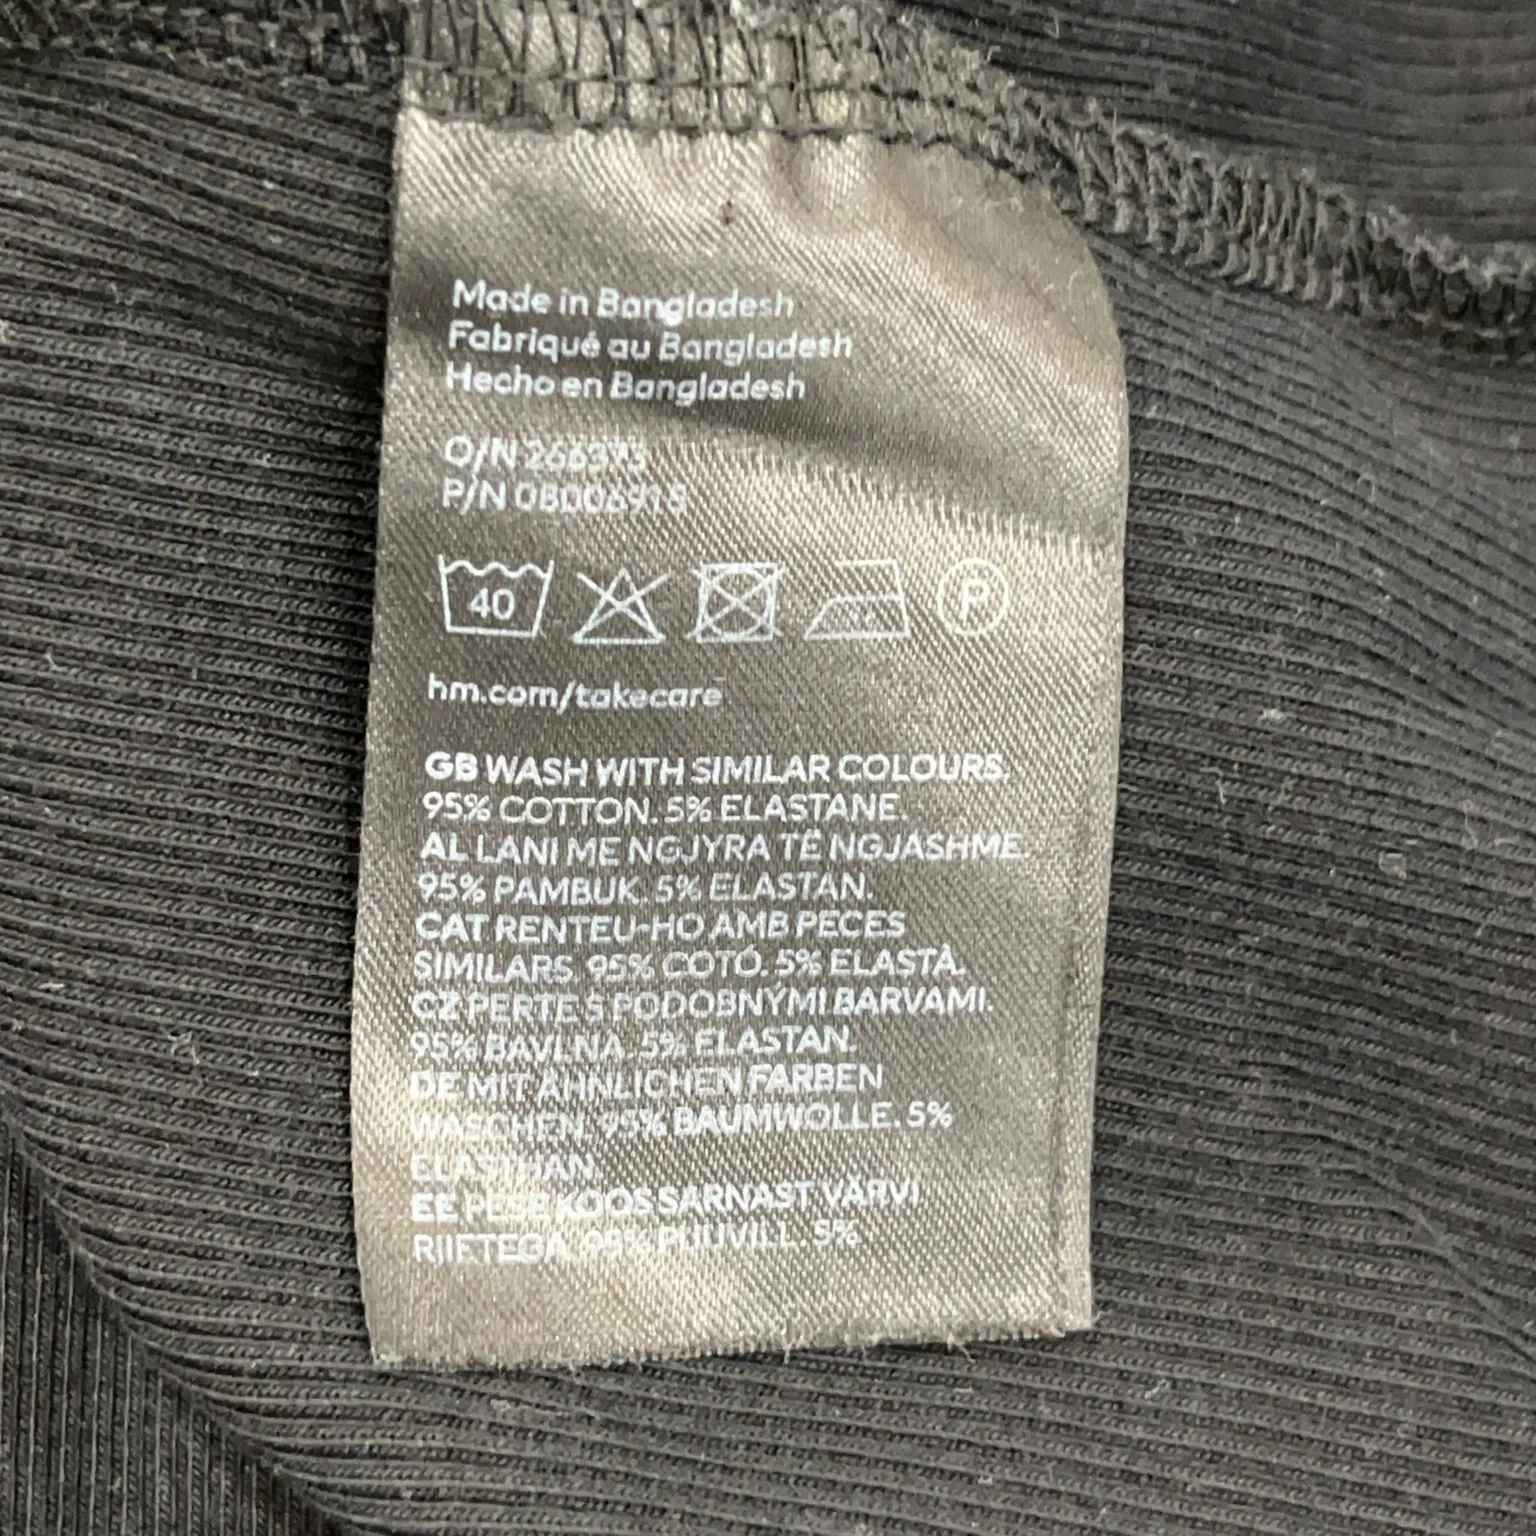 Made in Bangladesh
Fabriqué au Bangladesh
Hecho en Bangladesh
O/N 266373
P/N
40
P
hm.com/takecare
GB WASH WITH SIMILAR COLOURS.
95% COTTON. 5% ELASTANE.
AL LANI ME NGJYRA TË NGJASHME.
95% PAMBUK. 5% ELASTAN.
CAT RENTEU-HO AMB PECES
SIMILARS. 95% COTÓ. 5% ELASTÀ.
CZ PERTE S PODOBNÝMI BARVAMI.
95% BAVLNA. 5% ELASTAN.
DE MIT ÄHNLICHEN FARBEN
WASCHEN. 95% BAUMWOLLE. 5%
ELASTHAN.
EE PESE KOOS SARNAST VÄRVI
RIIETEGA. 95% PUUVILL. 5%